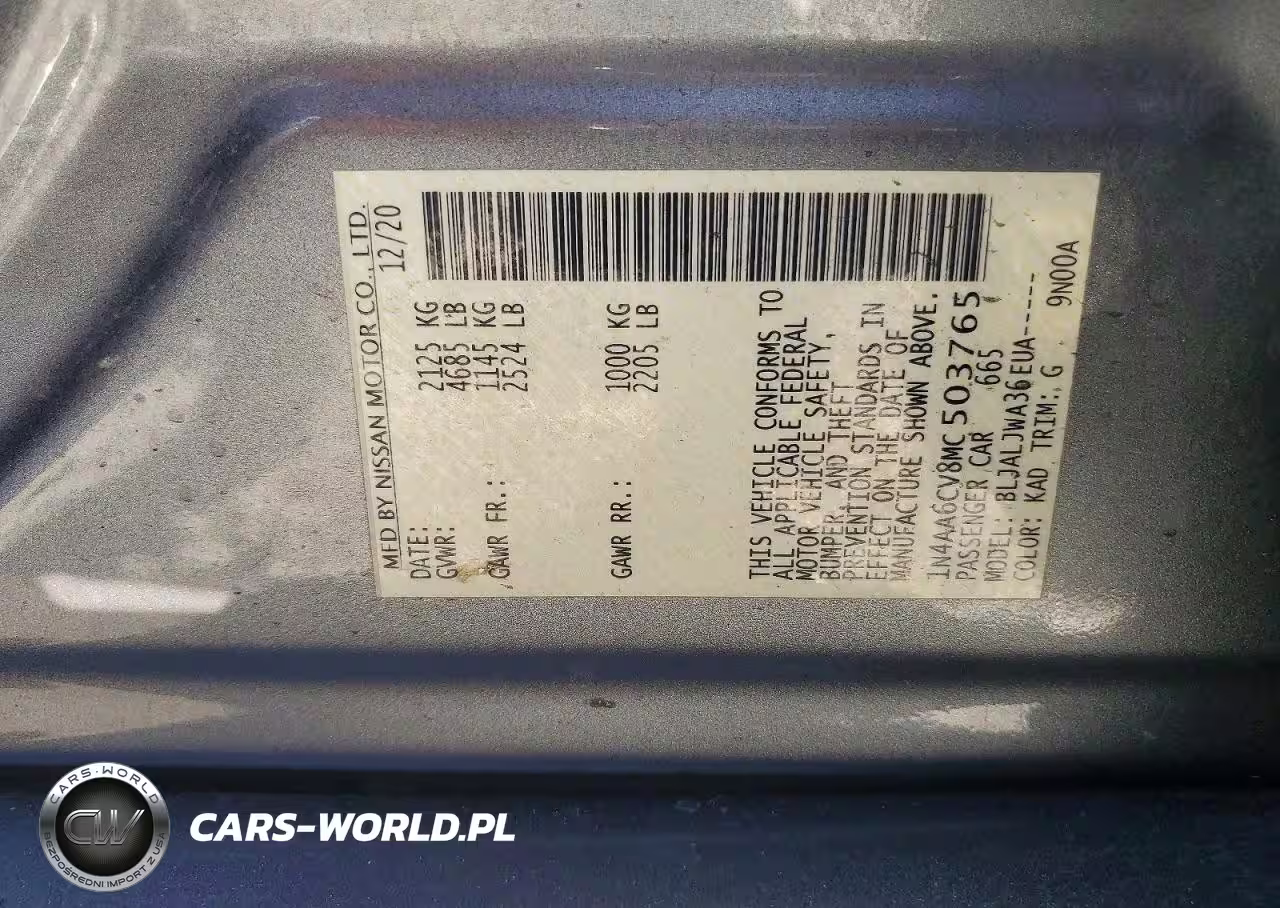 MFD BY NISSAN MOTOR CO., LTD.
DATE: 12/20
GVWR: 2125 KG
4685 LB
GAWR FR.: 1145 KG
2524 LB
GAWR RR.: 1000 KG
2205 LB
THIS VEHICLE CONFORMS TO
ALL APPLICABLE FEDERAL
MOTOR VEHICLE SAFETY,
BUMPER, AND THEFT
PREVENTION STANDARDS IN
EFFECT ON THE DATE OF
MANUFACTURE SHOWN ABOVE.
1N4AA6CV8MC503765
PASSENGER CAR 665
MODEL: BLJALJWA36EUA-----
COLOR: KAD TRIM: G 9N00A
CARS-WORLD
CW
BEZPOŚREDNI IMPORT Z USA
CARS-WORLD.PL